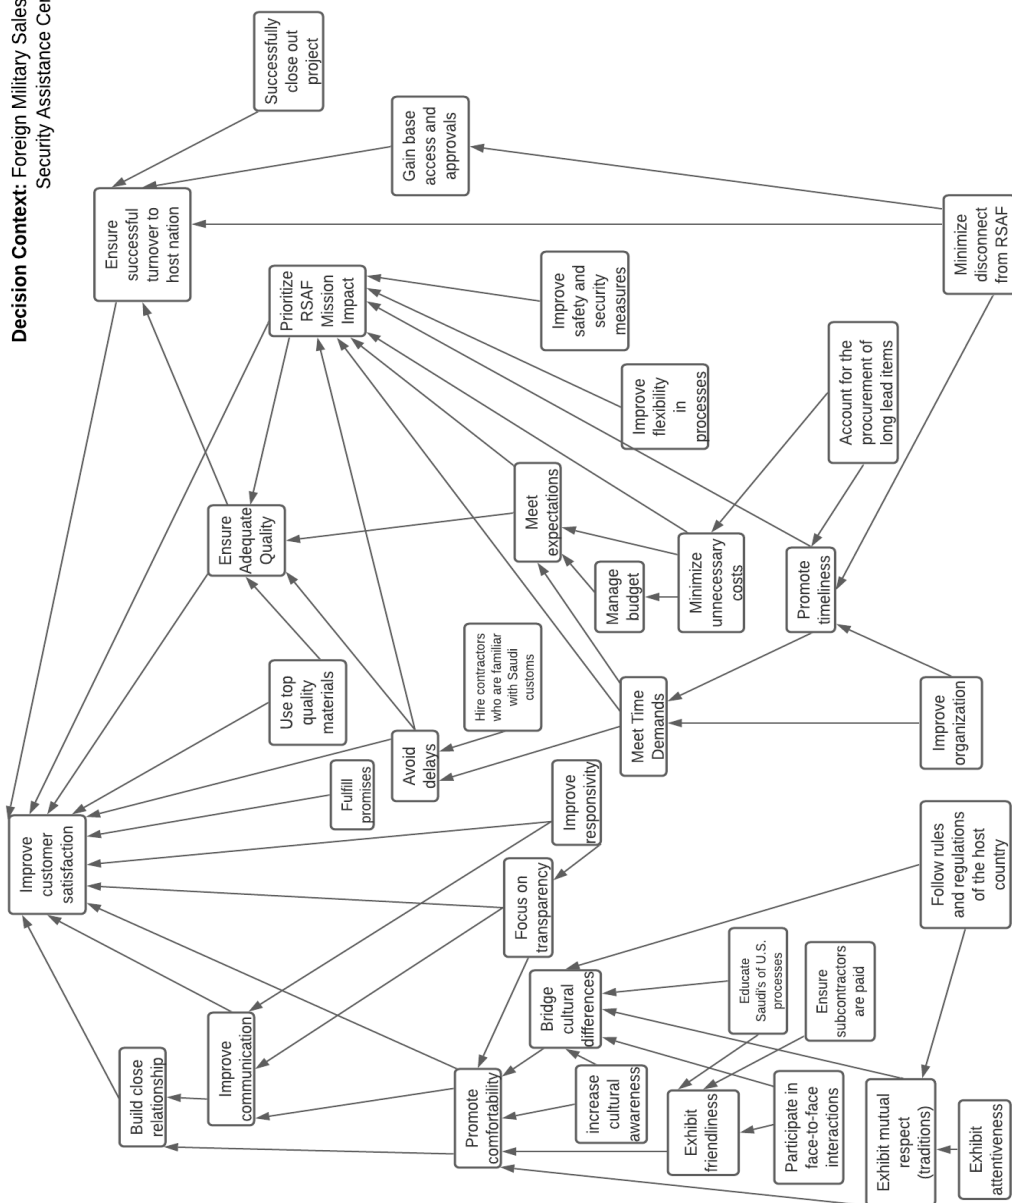 Decision Context: Foreign Military Sales
Security Assistance
Improve
customer
satisfaction
Ensure
successful
turnover to
host nation
Build close
relationship
Improve
communication
Ensure
Adequate
Quality
Successfully
close out
project
Use top
quality
materials
Prioritize
RSAF
Mission
Impact
Fulfill
promises
Avoid
delays
Gain base
access and
approvals
Promote
comfortability
Hire contractors
who are familiar
with Saudi
customs
Focus on
transparency
Meet
expectations
Bridge
cultural
differences
Improve
responsivity
Improve
safety and
security
measures
increase
cultural
awareness
Manage
budget
Meet Time
Demands
Improve
flexibility
in
processes
Exhibit
friendliness
Minimize
unnecessary
costs
Educate
Saudi's of U.S.
processes
Participate in
face-to-face
interactions
Promote
timeliness
Ensure
subcontractors
are paid
Account for the
procurement of
long lead items
Exhibit mutual
respect
(traditions)
Follow rules
and regulations
of the host
country
Improve
organization
Minimize
disconnect
from RSAF
Exhibit
attentiveness